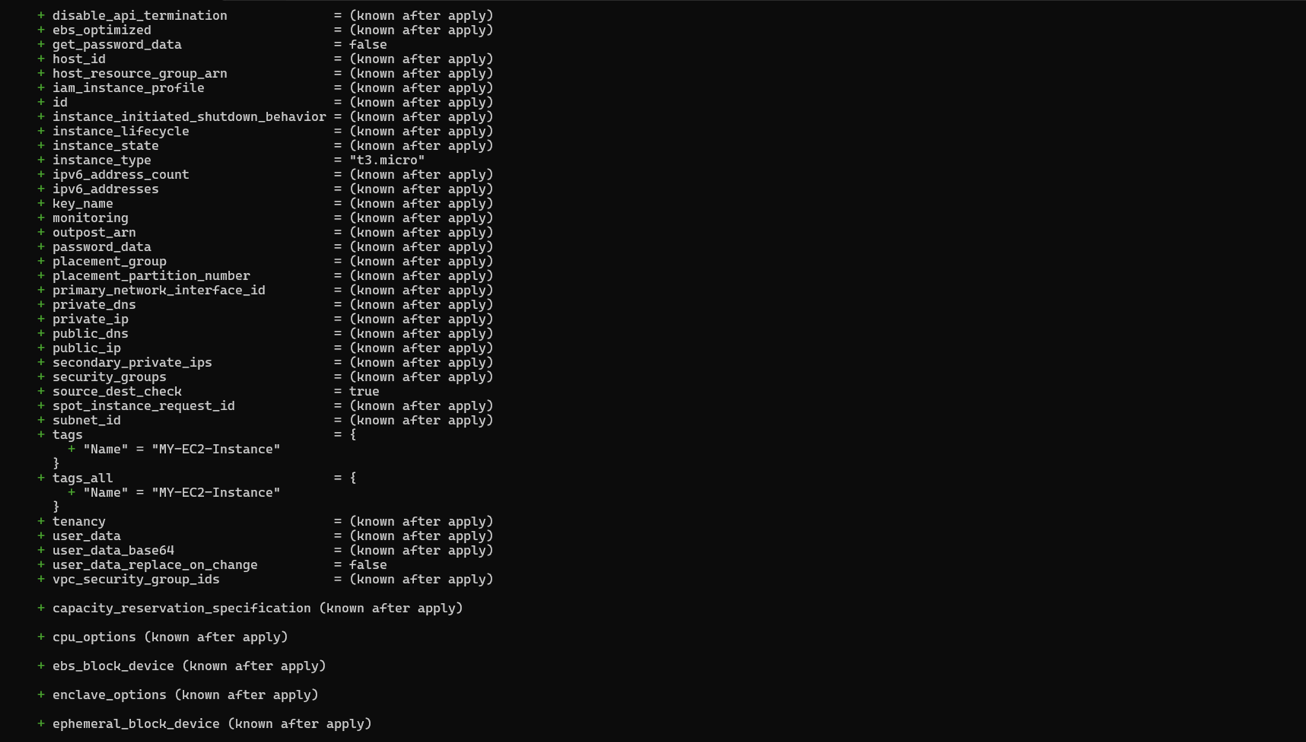 + disable_api_termination = (known after apply)
+ ebs_optimized = (known after apply)
+ get_password_data = false
+ host_id = (known after apply)
+ host_resource_group_arn = (known after apply)
+ iam_instance_profile = (known after apply)
+ id = (known after apply)
+ instance_initiated_shutdown_behavior = (known after apply)
+ instance_lifecycle = (known after apply)
+ instance_state = (known after apply)
+ instance_type = "t3.micro"
+ ipv6_address_count = (known after apply)
+ ipv6_addresses = (known after apply)
+ key_name = (known after apply)
+ monitoring = (known after apply)
+ outpost_arn = (known after apply)
+ password_data = (known after apply)
+ placement_group = (known after apply)
+ placement_partition_number = (known after apply)
+ primary_network_interface_id = (known after apply)
+ private_dns = (known after apply)
+ private_ip = (known after apply)
+ public_dns = (known after apply)
+ public_ip = (known after apply)
+ secondary_private_ips = (known after apply)
+ security_groups = (known after apply)
+ source_dest_check = true
+ spot_instance_request_id = (known after apply)
+ subnet_id = (known after apply)
+ tags = {
+ "Name" = "MY-EC2-Instance"
}
+ tags_all = {
+ "Name" = "MY-EC2-Instance"
}
+ tenancy = (known after apply)
+ user_data = (known after apply)
+ user_data_base64 = (known after apply)
+ user_data_replace_on_change = false
+ vpc_security_group_ids = (known after apply)
+ capacity_reservation_specification (known after apply)
+ cpu_options (known after apply)
+ ebs_block_device (known after apply)
+ enclave_options (known after apply)
+ ephemeral_block_device (known after apply)